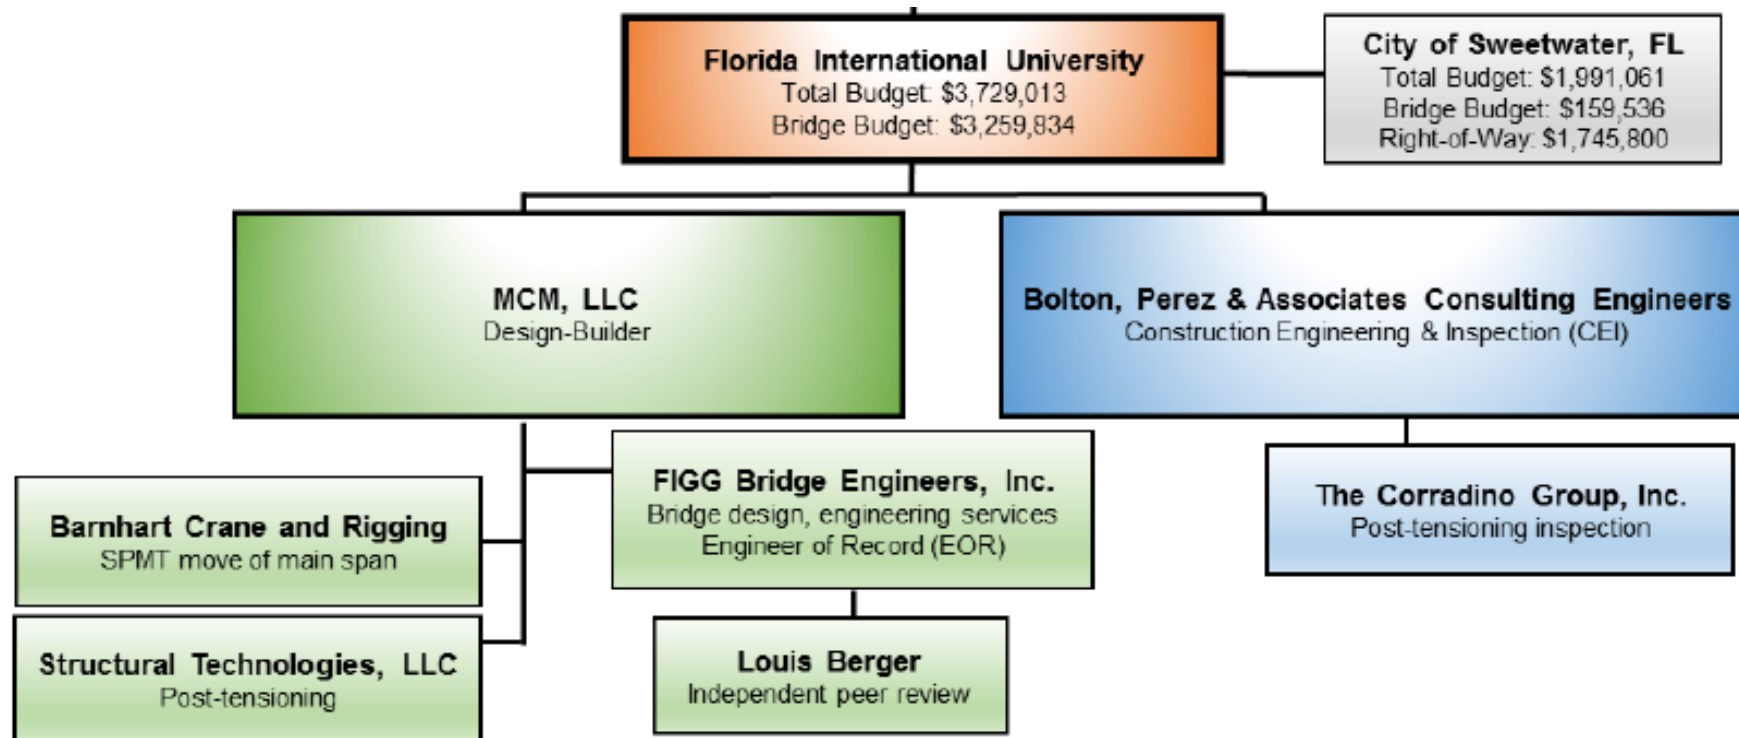 Florida International University
Total Budget: $3,729,013
Bridge Budget: $3,259,834
City of Sweetwater, FL
Total Budget: $1,991,061
Bridge Budget: $159,536
Right-of-Way: $1,745,800
MCM, LLC
Design-Builder
Bolton, Perez & Associates Consulting Engineers
Construction Engineering & Inspection (CEI)
FIGG Bridge Engineers, Inc.
Bridge design, engineering services
Engineer of Record (EOR)
Barnhart Crane and Rigging
SPMT move of main span
The Corradino Group, Inc.
Post-tensioning inspection
Structural Technologies, LLC
Post-tensioning
Louis Berger
Independent peer review